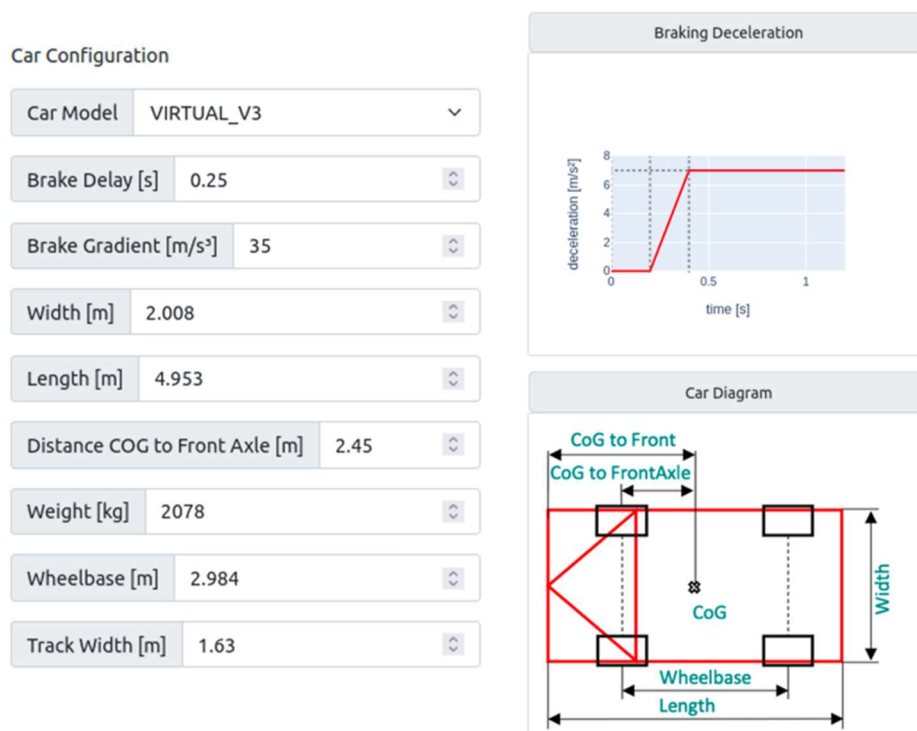 Car Configuration
Car Model VIRTUAL_V3
Brake Delay [s] 0.25
Brake Gradient [m/s³] 35
Width [m] 2.008
Length [m] 4.953
Distance COG to Front Axle [m] 2.45
Weight [kg] 2078
Wheelbase [m] 2.984
Track Width [m] 1.63
Braking Deceleration
deceleration [m/s²]
8
6
4
2
0
0 0.5 1
time [s]
Car Diagram
CoG to Front
CoG to FrontAxle
CoG
Width
Wheelbase
Length